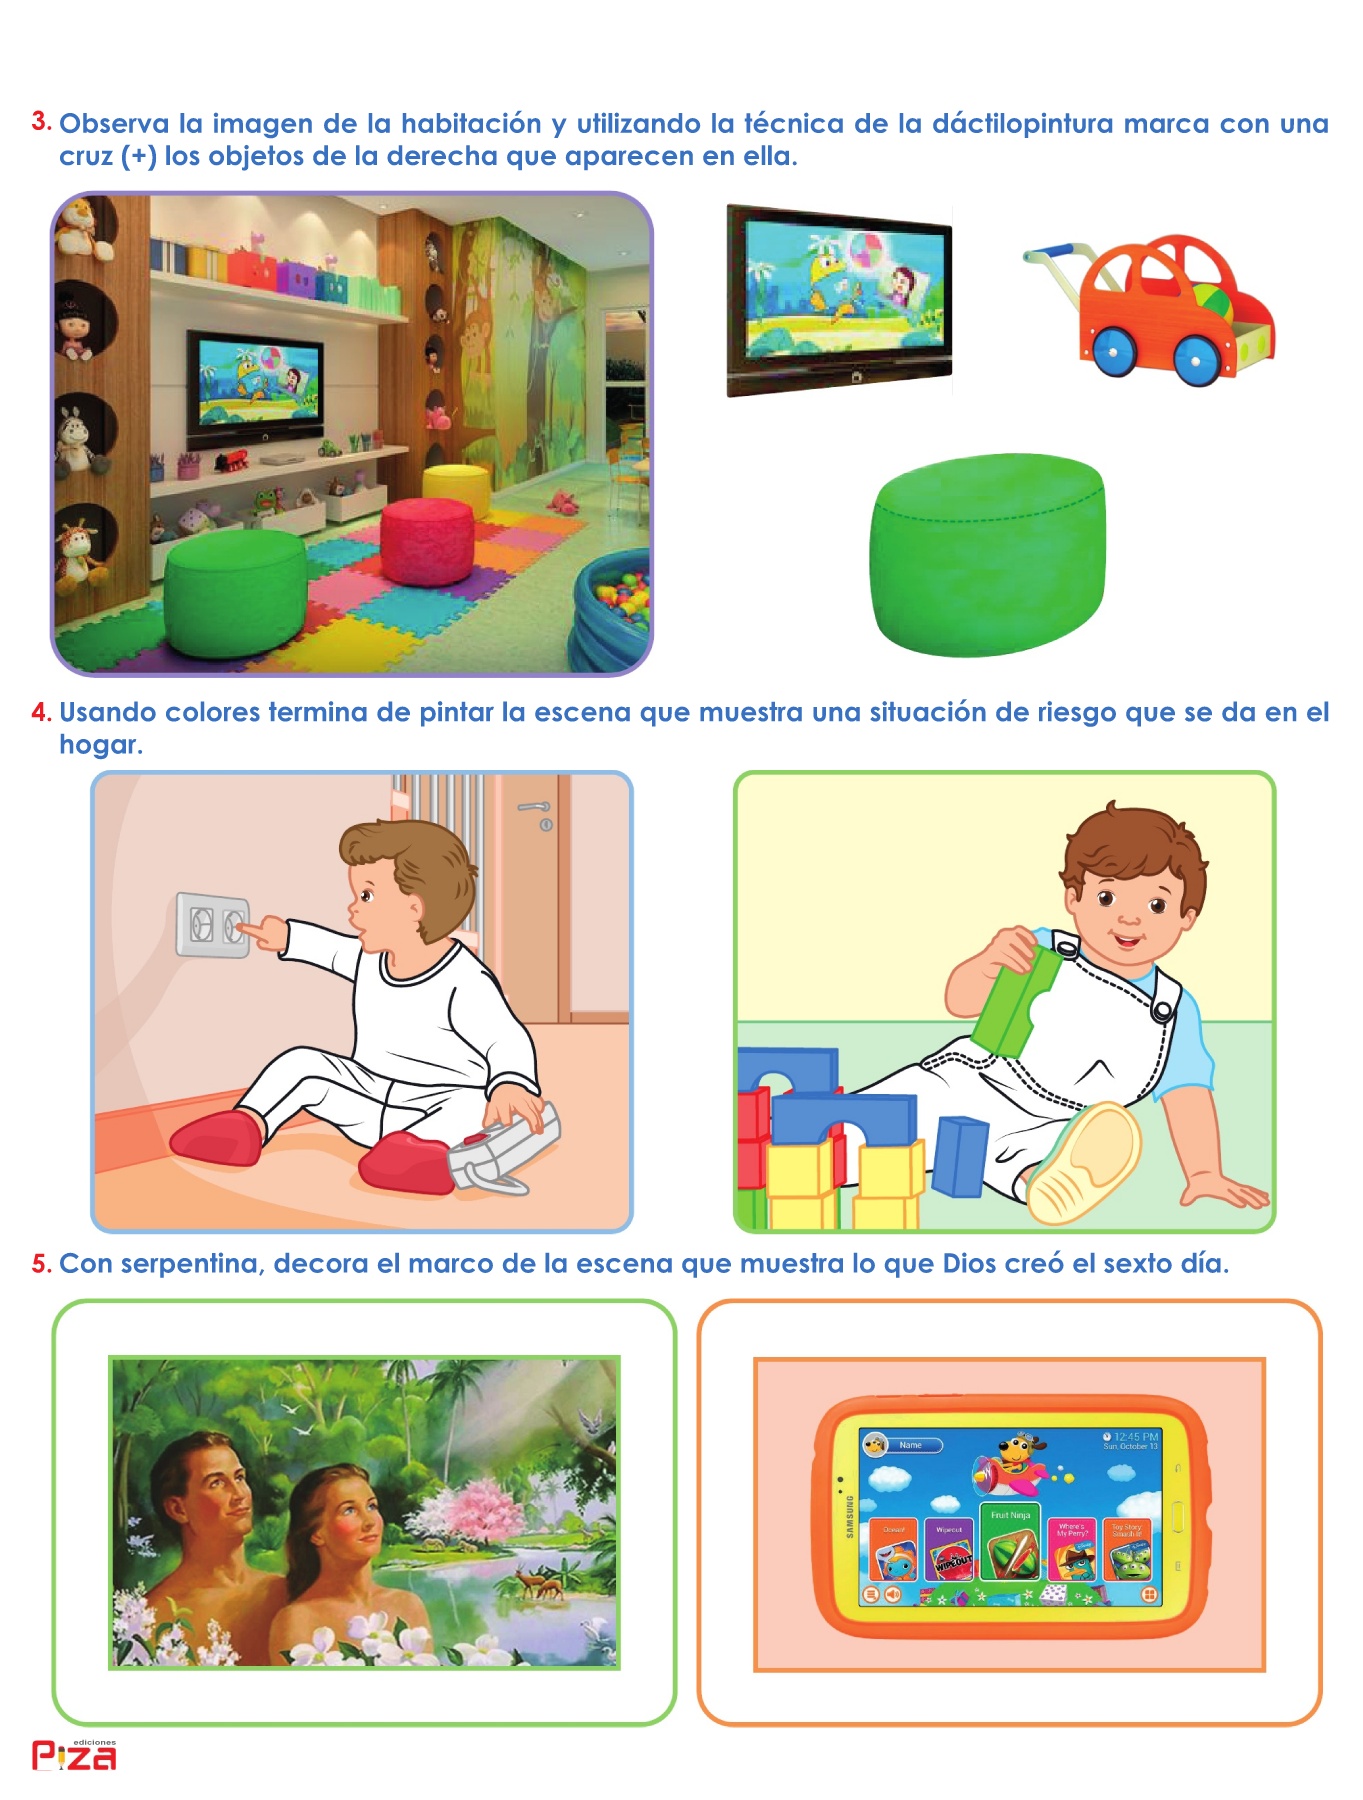 3. Observa la imagen de la habitación y utilizando la técnica de la dáctilopintura marca con una
cruz (+) los objetos de la derecha que aparecen en ella.
4. Usando colores termina de pintar la escena que muestra una situación de riesgo que se da en el
hogar.
5. Con serpentina, decora el marco de la escena que muestra lo que Dios creó el sexto día.
Name
12:45 PM
Sun, October 13
SAMSUNG
Fruit Ninja
Wipeout
Where's
My Perry?
Toy Story
WIPEOUT
ediciones
Piza